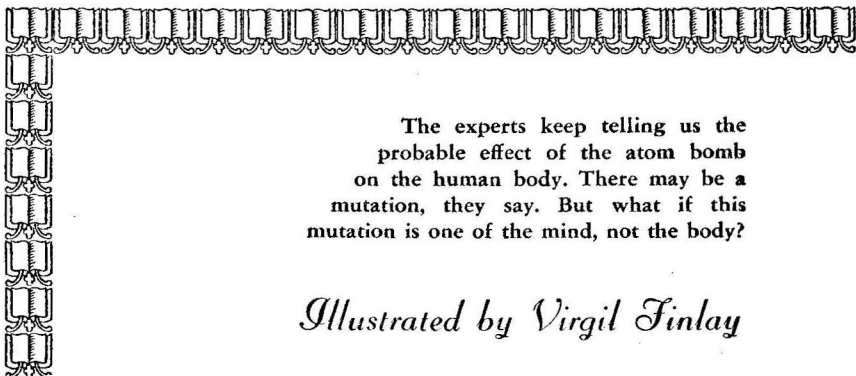 The experts keep telling us the
probable effect of the atom bomb
on the human body. There may be a
mutation, they say. But what if this
mutation is one of the mind, not the body?
Illustrated by Virgil Finlay